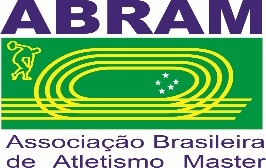 ABRAM
Associação Brasileira
de Atletismo Master